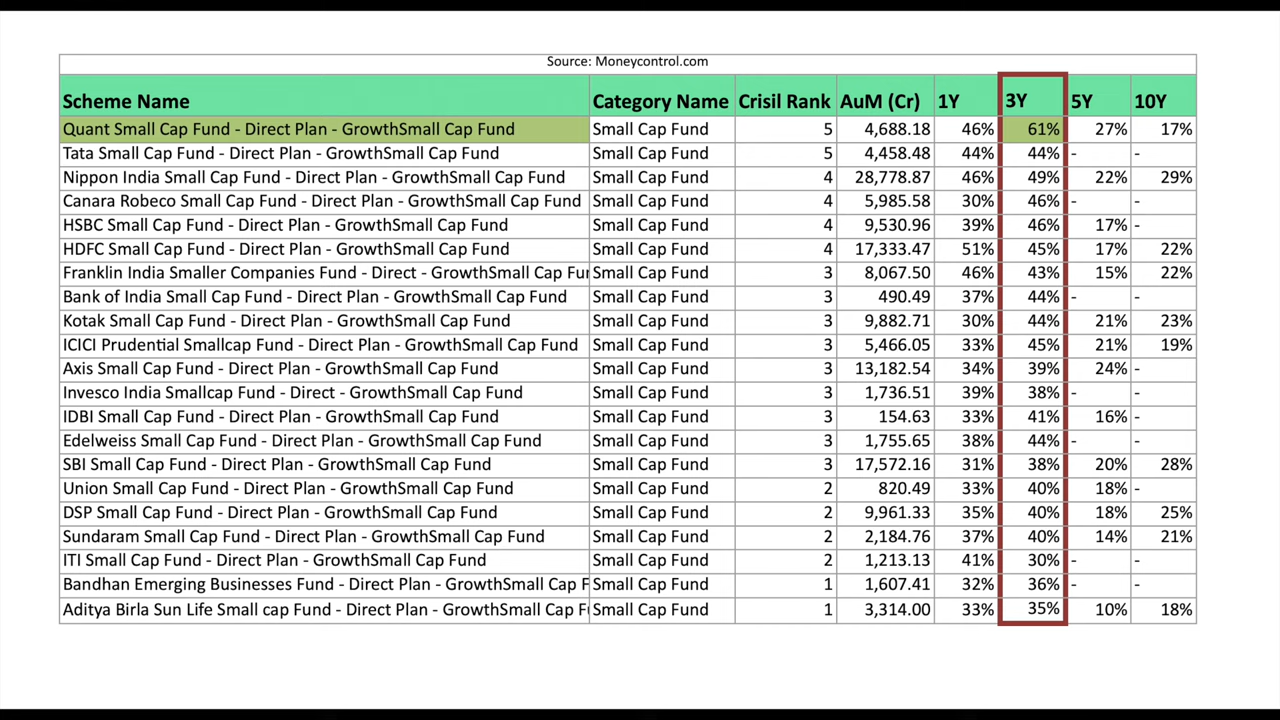 Source: Moneycontrol.com
Scheme Name Category Name Crisil Rank AuM (Cr) 1Y 3Y 5Y 10Y
Quant Small Cap Fund - Direct Plan - GrowthSmall Cap Fund Small Cap Fund 5 4,688.18 46% 61% 27% 17%
Tata Small Cap Fund - Direct Plan - GrowthSmall Cap Fund Small Cap Fund 5 4,458.48 44% 44% - -
Nippon India Small Cap Fund - Direct Plan - GrowthSmall Cap Fund Small Cap Fund 4 28,778.87 46% 49% 22% 29%
Canara Robeco Small Cap Fund - Direct Plan - GrowthSmall Cap Fund Small Cap Fund 4 5,985.58 30% 46% - -
HSBC Small Cap Fund - Direct Plan - GrowthSmall Cap Fund Small Cap Fund 4 9,530.96 39% 46% 17% -
HDFC Small Cap Fund - Direct Plan - GrowthSmall Cap Fund Small Cap Fund 4 17,333.47 51% 45% 17% 22%
Franklin India Smaller Companies Fund - Direct - GrowthSmall Cap Fur Small Cap Fund 3 8,067.50 46% 43% 15% 22%
Bank of India Small Cap Fund - Direct Plan - GrowthSmall Cap Fund Small Cap Fund 3 490.49 37% 44% - -
Kotak Small Cap Fund - Direct Plan - GrowthSmall Cap Fund Small Cap Fund 3 9,882.71 30% 44% 21% 23%
ICICI Prudential Smallcap Fund - Direct Plan - GrowthSmall Cap Fund Small Cap Fund 3 5,466.05 33% 45% 21% 19%
Axis Small Cap Fund - Direct Plan - GrowthSmall Cap Fund Small Cap Fund 3 13,182.54 34% 39% 24% -
Invesco India Smallcap Fund - Direct Plan - GrowthSmall Cap Fund Small Cap Fund 3 1,736.51 39% 38% - -
IDBI Small Cap Fund - Direct Plan - GrowthSmall Cap Fund Small Cap Fund 3 154.63 33% 41% 16% -
Edelweiss Small Cap Fund - Direct Plan - GrowthSmall Cap Fund Small Cap Fund 3 1,755.65 38% 44% - -
SBI Small Cap Fund - Direct Plan - GrowthSmall Cap Fund Small Cap Fund 3 17,572.16 31% 38% 20% 28%
Union Small Cap Fund - Direct Plan - GrowthSmall Cap Fund Small Cap Fund 2 820.49 33% 40% 18% -
DSP Small Cap Fund - Direct Plan - GrowthSmall Cap Fund Small Cap Fund 2 9,961.33 35% 40% 18% 25%
Sundaram Small Cap Fund - Direct Plan - GrowthSmall Cap Fund Small Cap Fund 2 2,184.76 37% 40% 14% 21%
ITI Small Cap Fund - Direct Plan - GrowthSmall Cap Fund Small Cap Fund 2 1,213.13 41% 30% - -
Bandhan Emerging Businesses Fund - Direct Plan - GrowthSmall Cap F Small Cap Fund 1 1,607.41 32% 36% - -
Aditya Birla Sun Life Small cap Fund - Direct Plan - GrowthSmall Cap F Small Cap Fund 1 3,314.00 33% 35% 10% 18%